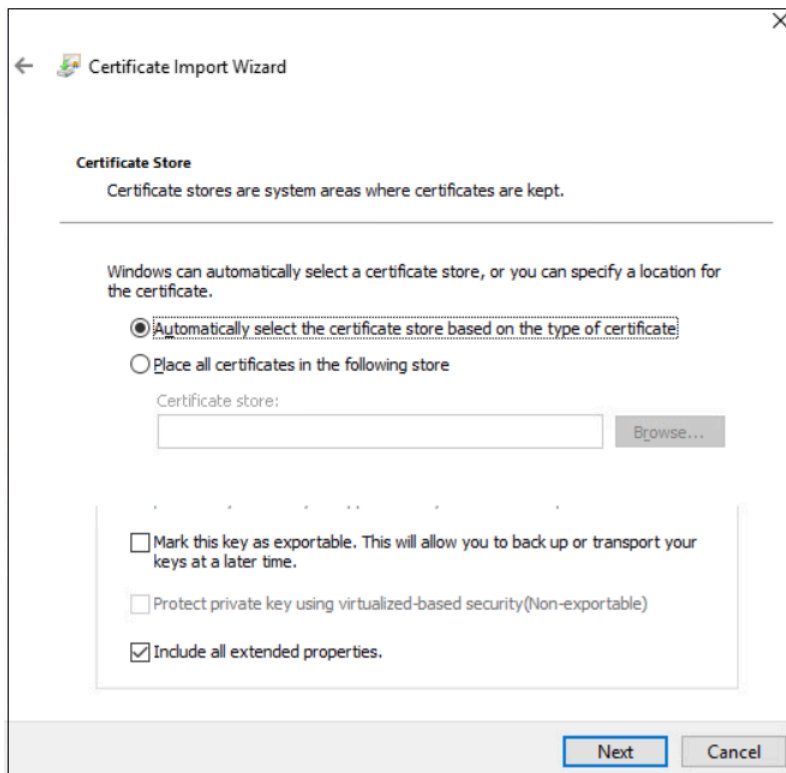 Certificate Import Wizard
Certificate Store
Certificate stores are system areas where certificates are kept.
Windows can automatically select a certificate store, or you can specify a location for
the certificate.
Automatically select the certificate store based on the type of certificate
Place all certificates in the following store
Certificate store:
Browse...
Mark this key as exportable. This will allow you to back up or transport your
keys at a later time.
Protect private key using virtualized-based security(Non-exportable)
Include all extended properties.
Next
Cancel